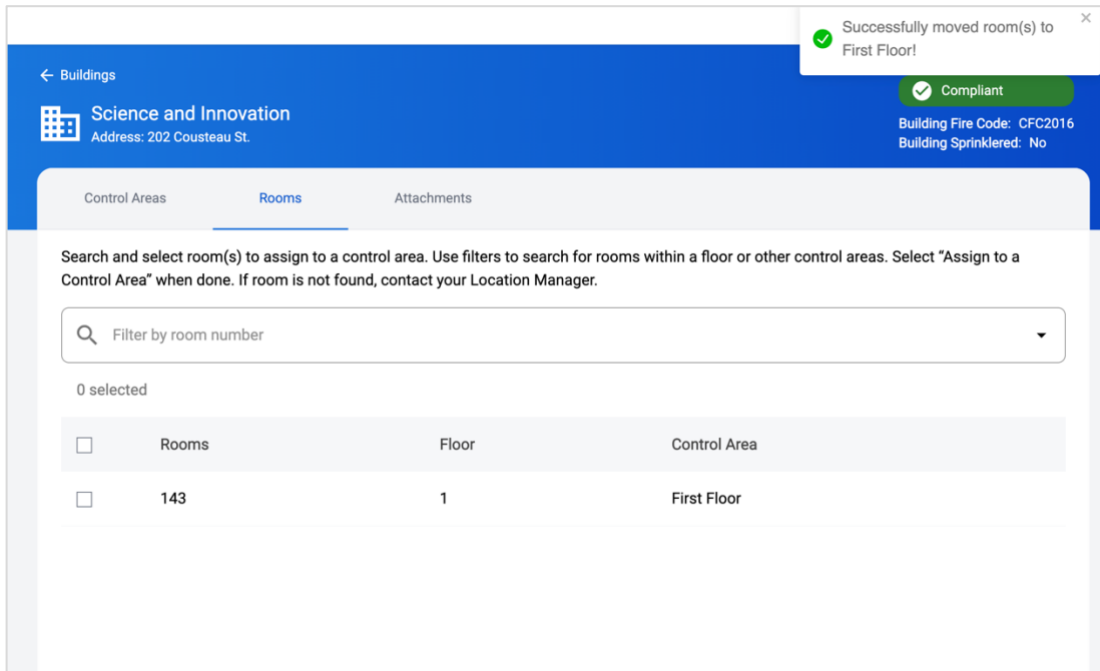 Successfully moved room(s) to
First Floor!
Buildings
Science and Innovation
Address: 202 Cousteau St.
Compliant
Building Fire Code: CFC2016
Building Sprinklered: No
Control Areas Rooms Attachments
Search and select room(s) to assign to a control area. Use filters to search for rooms within a floor or other control areas. Select “Assign to a
Control Area” when done. If room is not found, contact your Location Manager.
Filter by room number
0 selected
Rooms Floor Control Area
143 1 First Floor